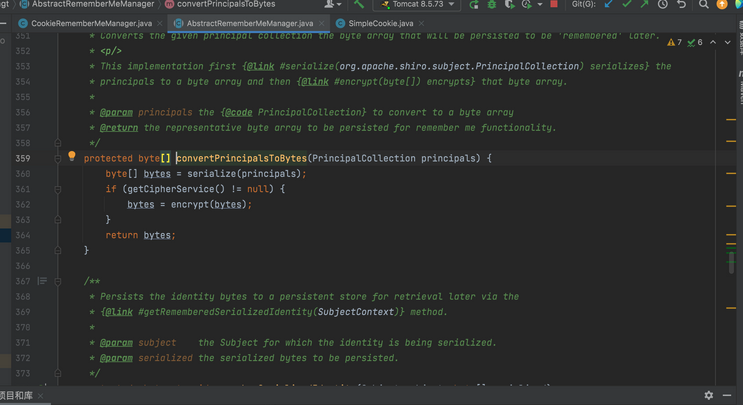 AbstractRememberMeManager convertPrincipalsToBytes Tomcat 8.5.73 Git(G):
CookieRememberMeManager.java AbstractRememberMeManager.java SimpleCookie.java
351 * Converts the given principal collection the byte array that will be persisted to be 'remembered' later.
352 * <p/>
353 * This implementation first {@link #serialize(org.apache.shiro.subject.PrincipalCollection) serializes} the
354 * principals to a byte array and then {@link #encrypt(byte[]) encrypts} that byte array.
355 *
356 * @param principals the {@code PrincipalCollection} to convert to a byte array
357 * @return the representative byte array to be persisted for remember me functionality.
358 */
359 protected byte[] convertPrincipalsToBytes(PrincipalCollection principals) {
360 byte[] bytes = serialize(principals);
361 if (getCipherService() != null) {
362 bytes = encrypt(bytes);
363 }
364 return bytes;
365 }
366
367 /**
368 * Persists the identity bytes to a persistent store for retrieval later via the
369 * {@link #getRememberedSerializedIdentity(SubjectContext)} method.
370 *
371 * @param subject the Subject for which the identity is being serialized.
372 * @param serialized the serialized bytes to be persisted.
373 */
7 6
项目和库